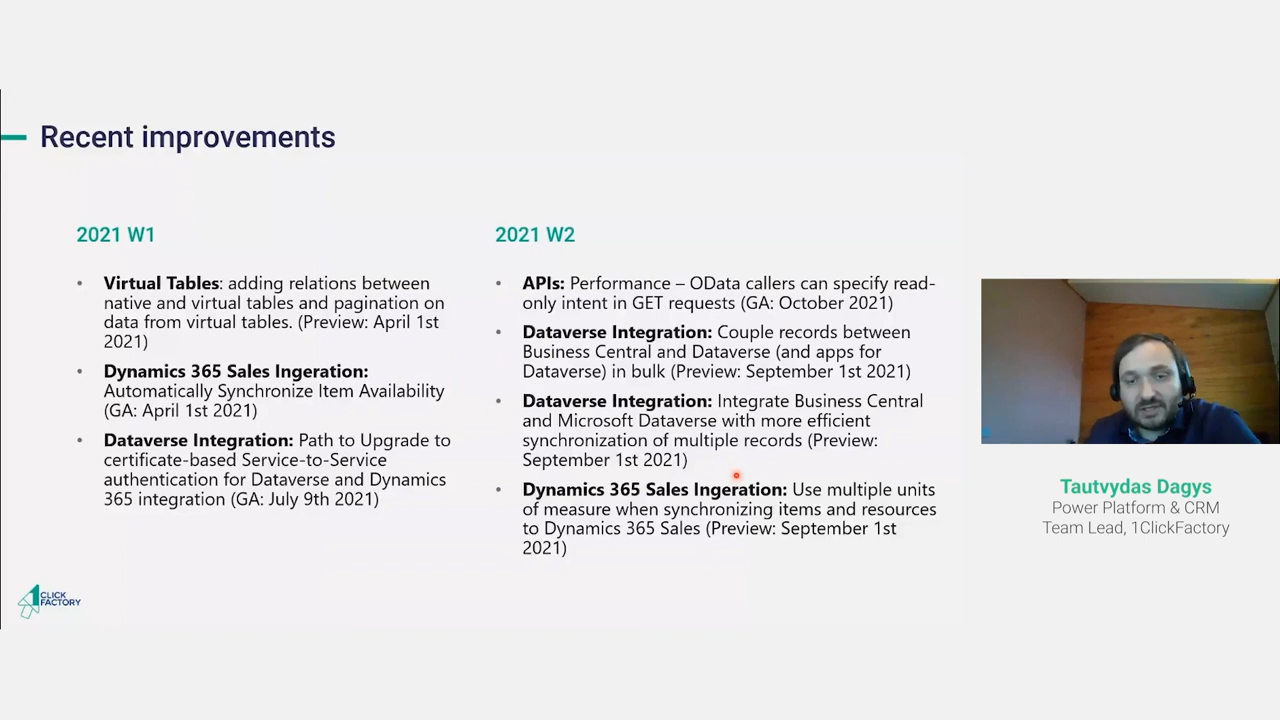 Recent improvements
2021 W1
• Virtual Tables: adding relations between
native and virtual tables and pagination on
data from virtual tables. (Preview: April 1st
2021)
• Dynamics 365 Sales Ingeration:
Automatically Synchronize Item Availability
(GA: April 1st 2021)
• Dataverse Integration: Path to Upgrade to
certificate-based Service-to-Service
authentication for Dataverse and Dynamics
365 integration (GA: July 9th 2021)
2021 W2
• APIs: Performance – OData callers can specify read-
only intent in GET requests (GA: October 2021)
• Dataverse Integration: Couple records between
Business Central and Dataverse (and apps for
Dataverse) in bulk (Preview: September 1st 2021)
• Dataverse Integration: Integrate Business Central
and Microsoft Dataverse with more efficient
synchronization of multiple records (Preview:
September 1st 2021)
• Dynamics 365 Sales Ingeration: Use multiple units
of measure when synchronizing items and resources
to Dynamics 365 Sales (Preview: September 1st
2021)
Tautvydas Dagys
Power Platform & CRM
Team Lead, 1ClickFactory
1 CLICK
FACTORY